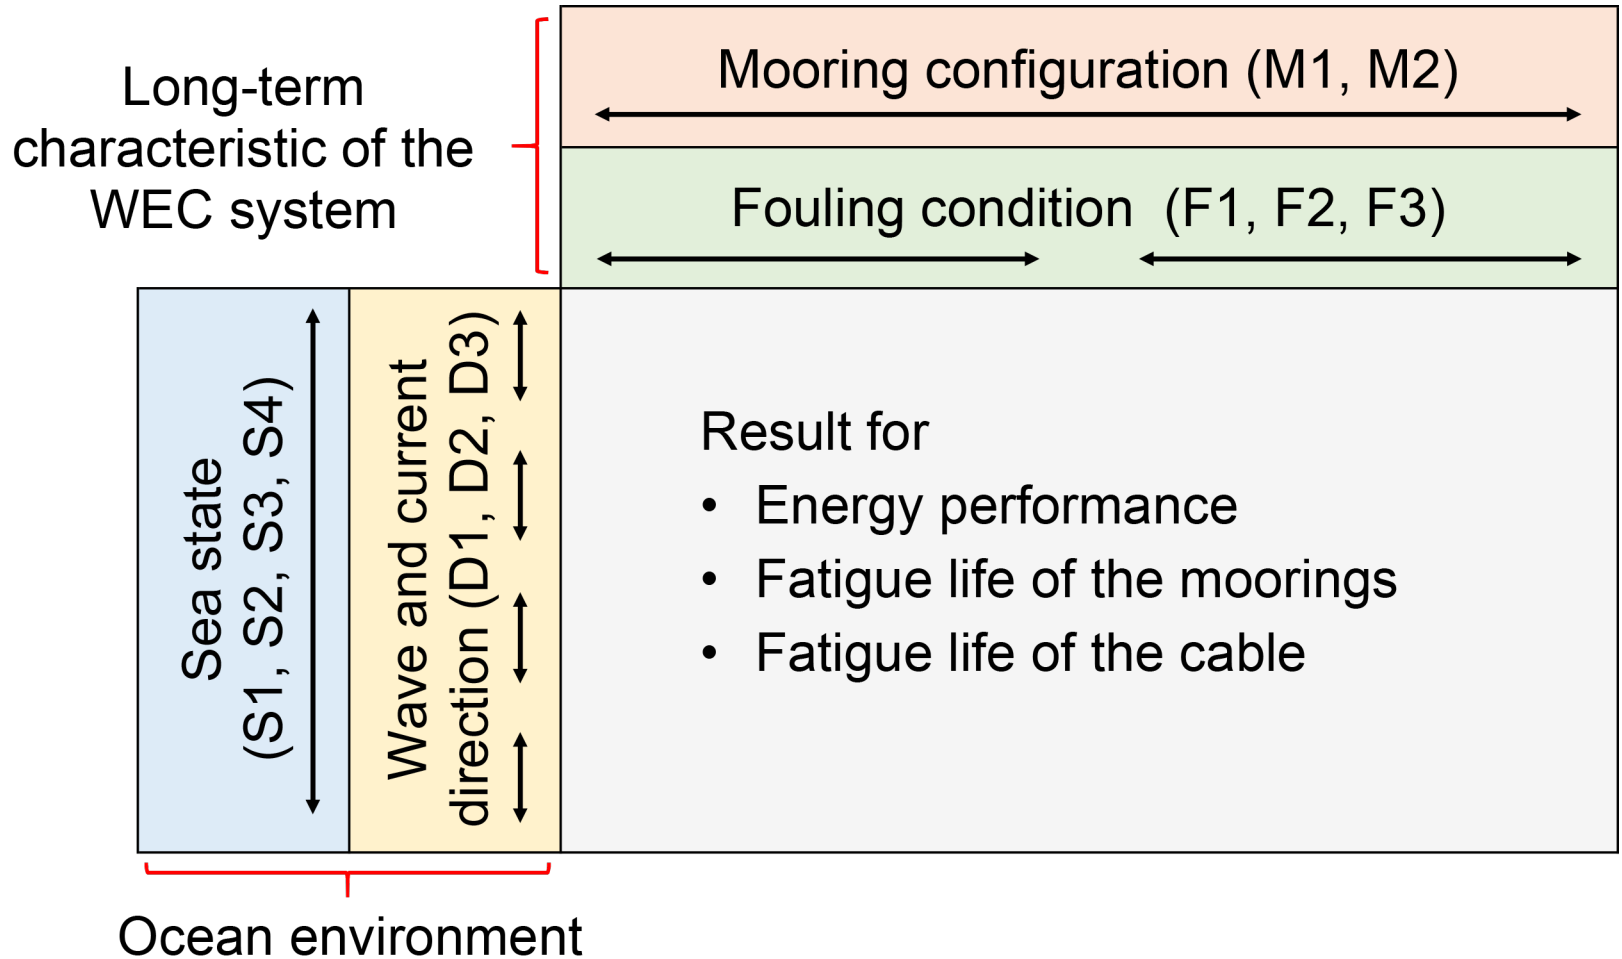 Mooring configuration (M1, M2)
Long-term
characteristic of the
WEC system
Fouling condition (F1, F2, F3)
Sea state
(S1, S2, S3, S4)
Wave and current
direction (D1, D2, D3)
Result for
• Energy performance
• Fatigue life of the moorings
• Fatigue life of the cable
Ocean environment